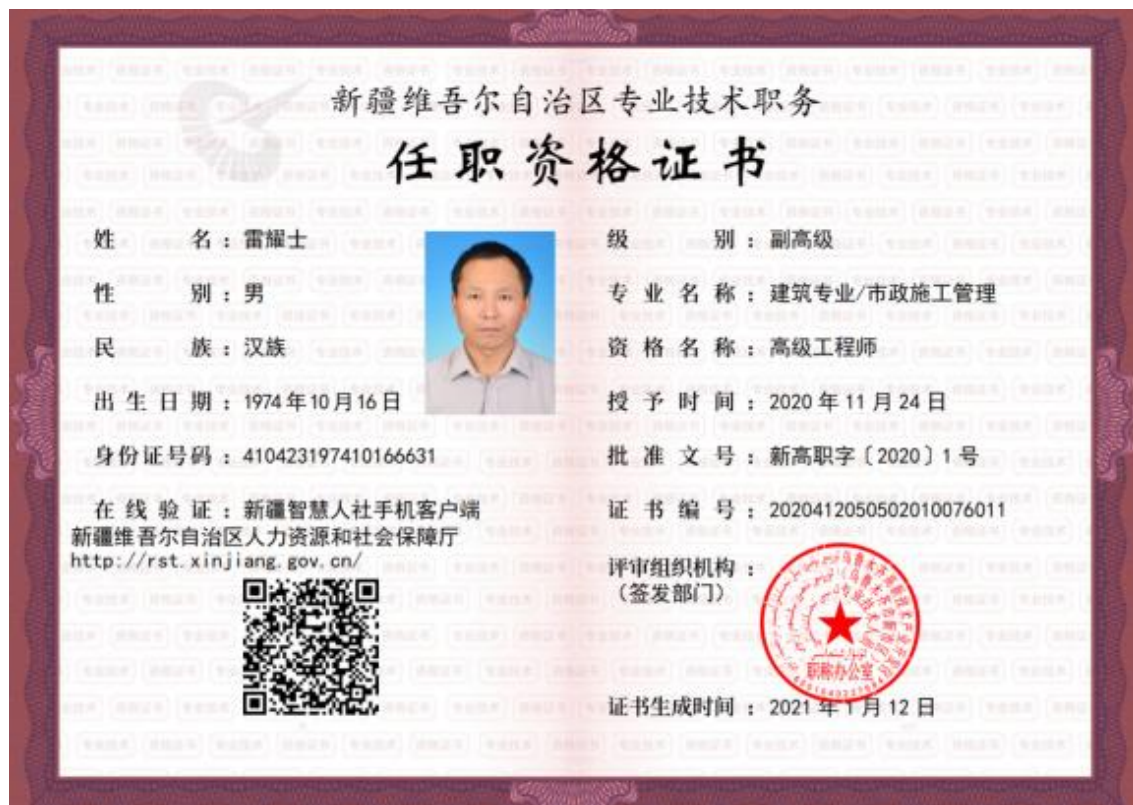 新疆维吾尔自治区专业技术职务
任职资格证书
姓名：雷耀士
性别：男
民族：汉族
出生日期：1974年10月16日
身份证号码：410423197410166631
在线验证：新疆智慧人社手机客户端
新疆维吾尔自治区人力资源和社会保障厅
http://rst.xinjiang.gov.cn/
级别：副高级
专业名称：建筑专业/市政施工管理
资格名称：高级工程师
授予时间：2020年11月24日
批准文号：新高职字〔2020〕1号
证书编号：2020412050502010076011
评审组织机构：
（签发部门）
职称办公室
证书生成时间：2021年1月12日